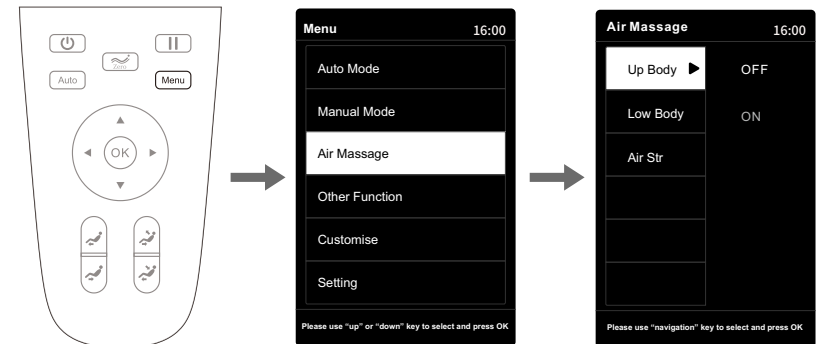 Zero
Auto
Menu
OK
Menu 16:00
Auto Mode
Manual Mode
Air Massage
Other Function
Customise
Setting
Please use “up” or “down” key to select and press OK
Air Massage 16:00
Up Body OFF
Low Body ON
Air Str
Please use “navigation” key to select and press OK